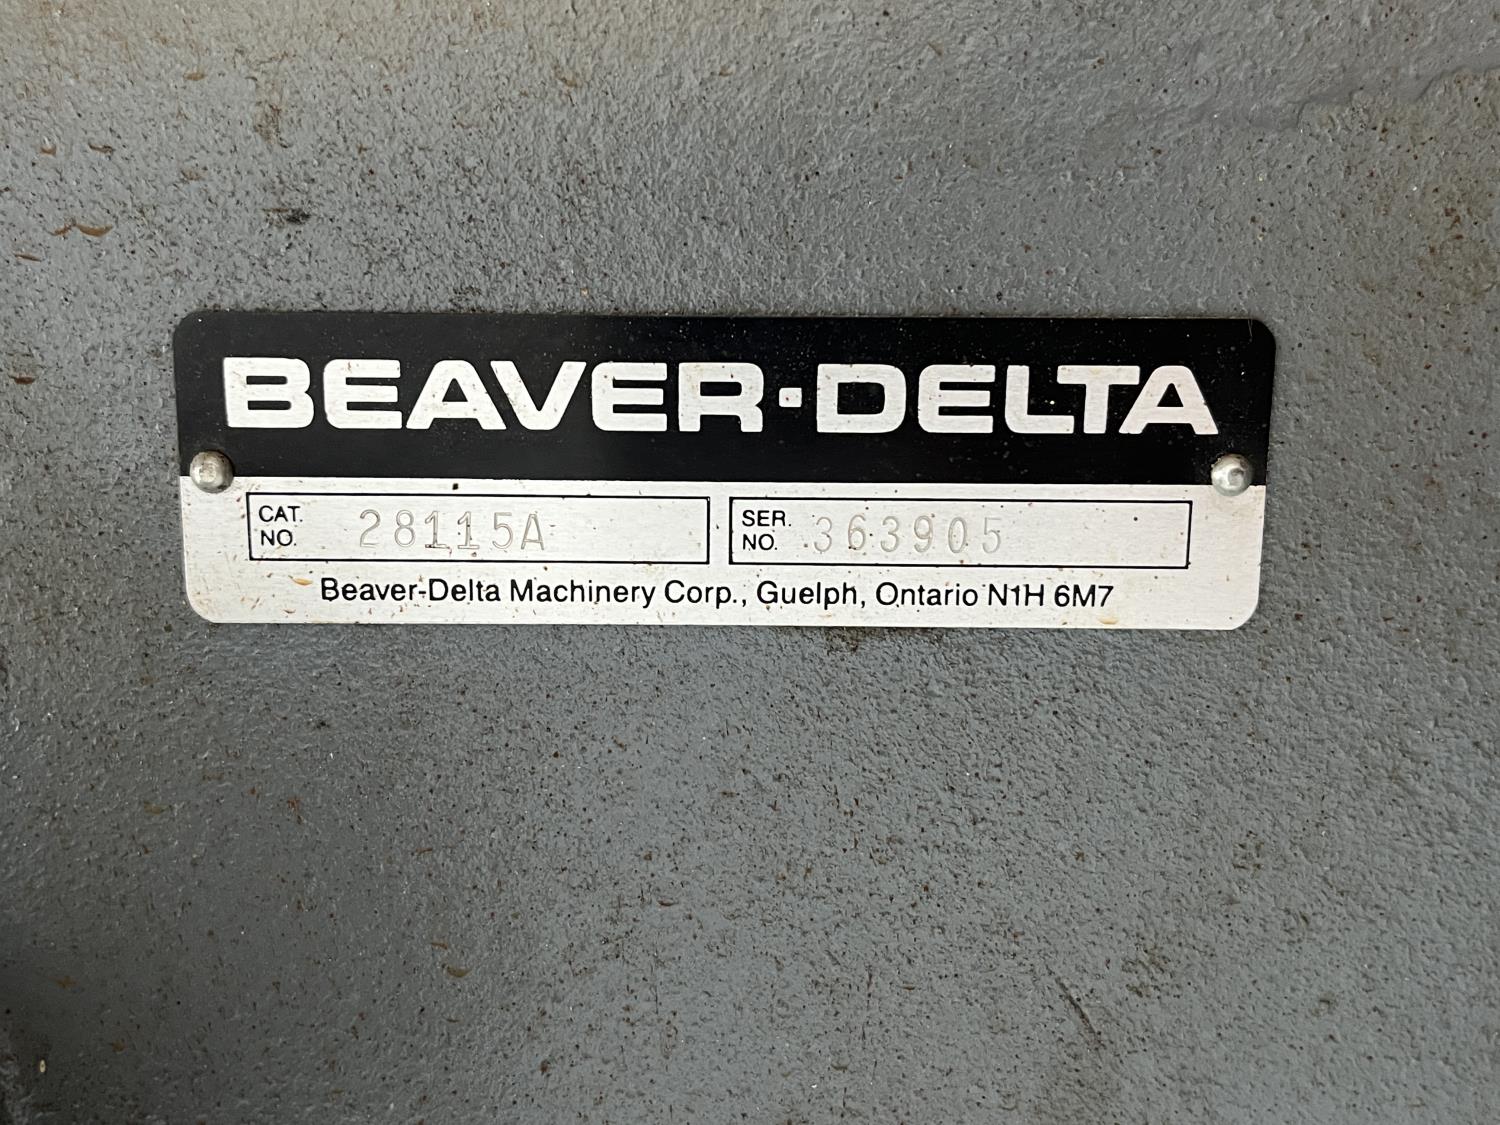 BEAVER·DELTA
CAT. NO. 28115A
SER. NO. 363905
Beaver-Delta Machinery Corp., Guelph, Ontario N1H 6M7